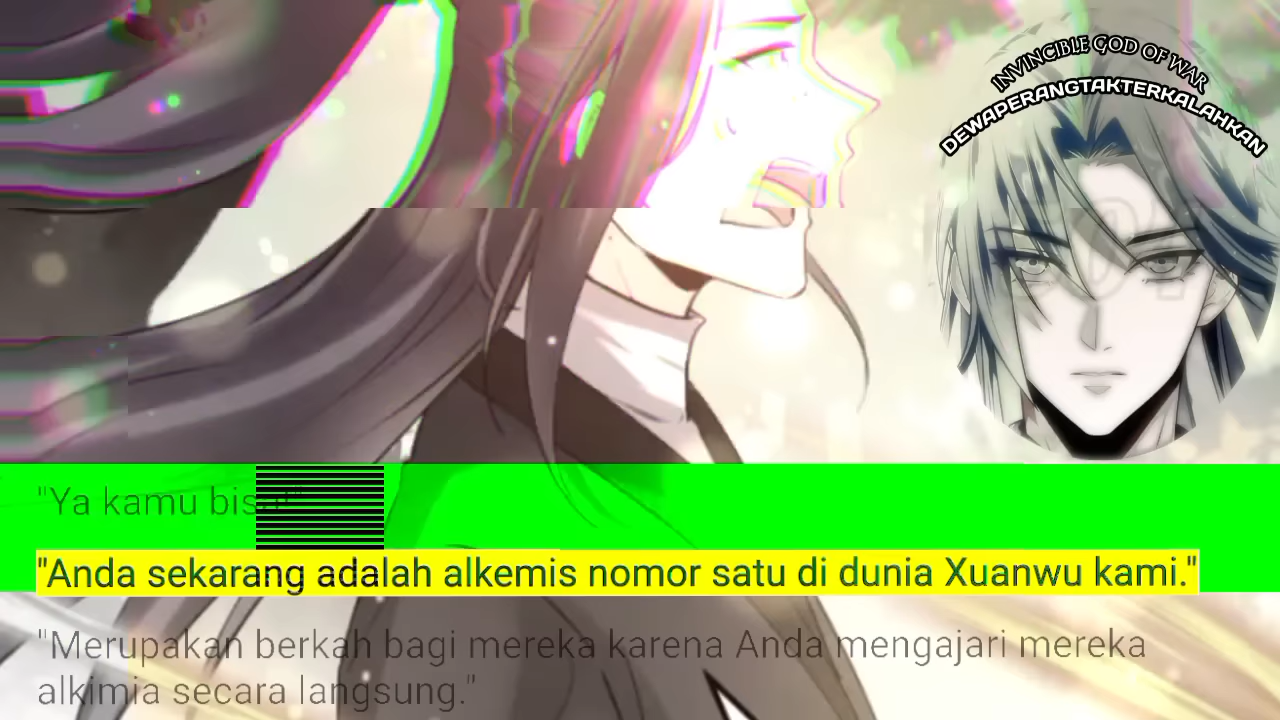 INVINCIBLE GOD OF WAR
DEWAPERANGTAKTERKALAHKAN
"Ya kamu bisa!"
"Anda sekarang adalah alkemis nomor satu di dunia Xuanwu kami."
"Merupakan berkah bagi mereka karena Anda mengajari mereka
alkimia secara langsung."